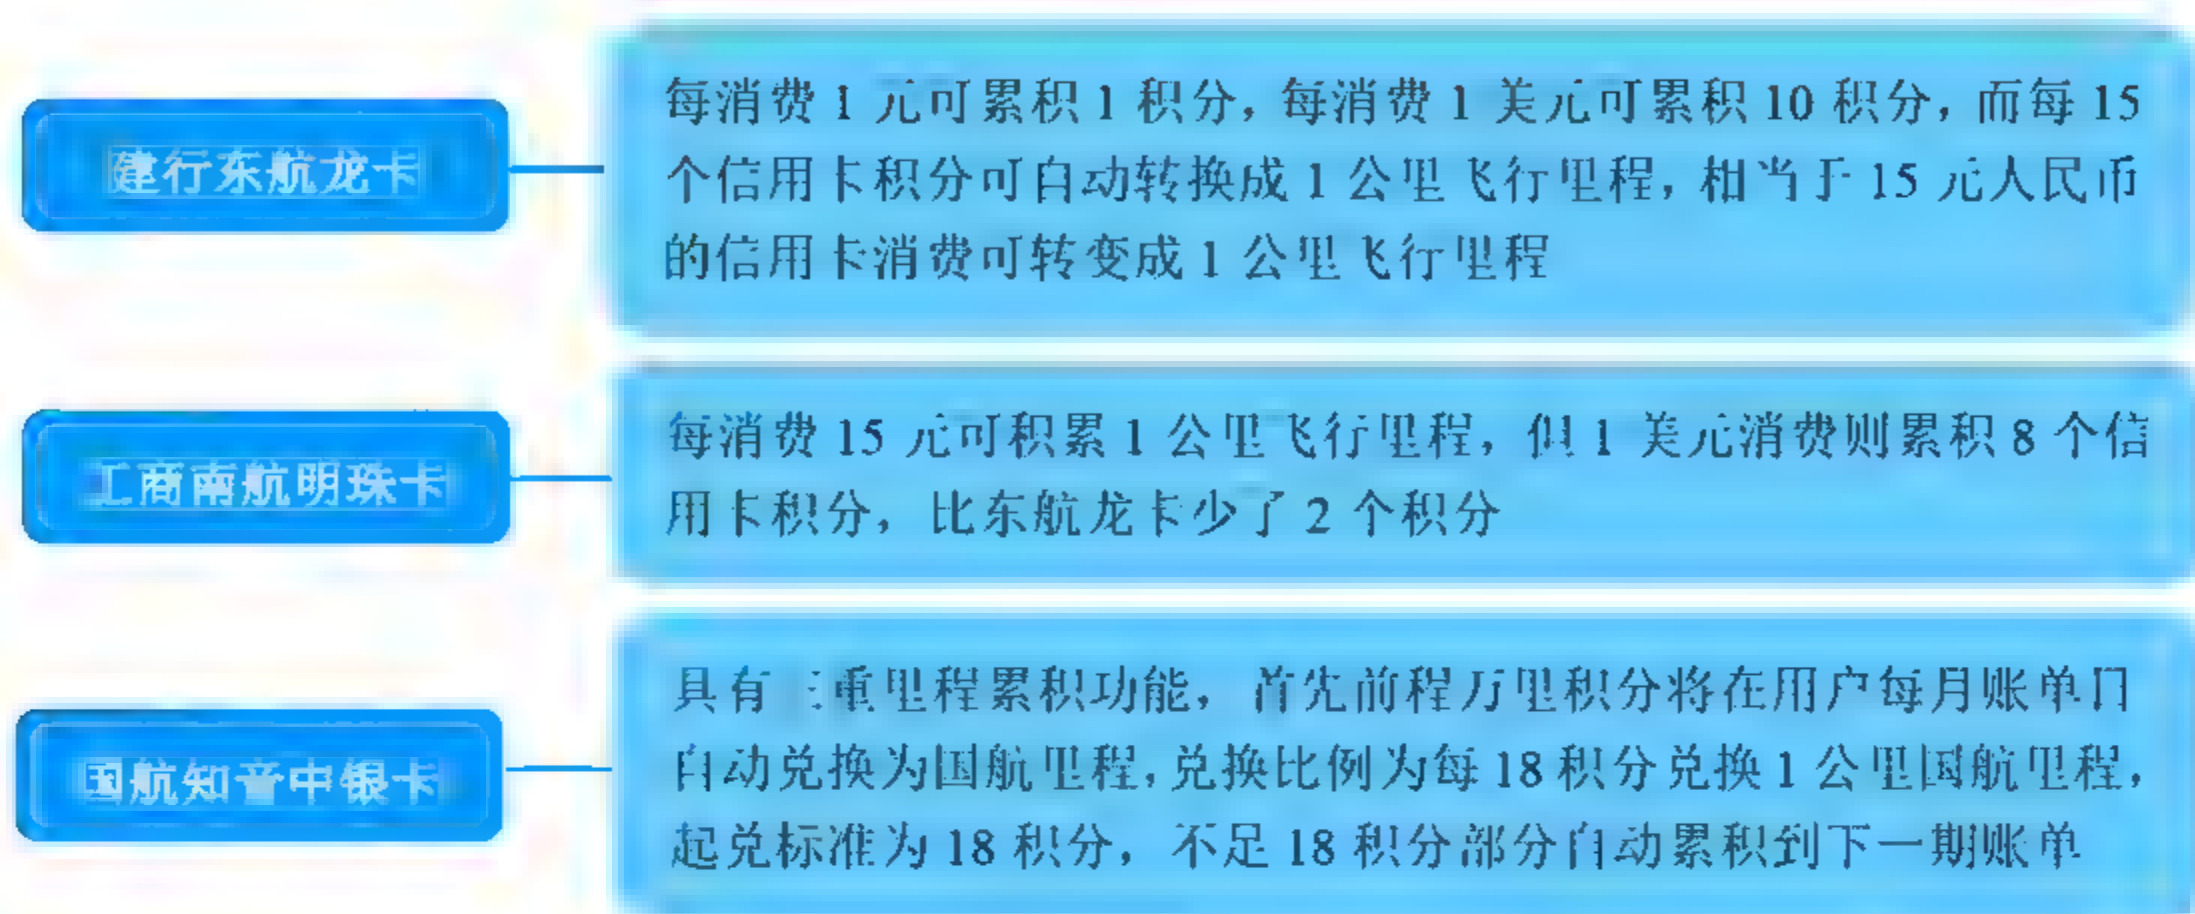 建行东航龙卡
每消费 1 元可累积 1 积分，每消费 1 美元可累积 10 积分，而每 15
个信用卡积分可自动转换成 1 公里飞行里程，相当于 15 元人民币
的信用卡消费可转变成 1 公里飞行里程
工商南航明珠卡
每消费 15 元可积累 1 公里飞行里程，但 1 美元消费则累积 8 个信
用卡积分，比东航龙卡少了 2 个积分
国航知音中银卡
具有三重里程累积功能，首先前程万里积分将在用户每月账单日
自动兑换为国航里程，兑换比例为每 18 积分兑换 1 公里国航里程，
起兑标准为 18 积分，不足 18 积分部分自动累积到下一期账单